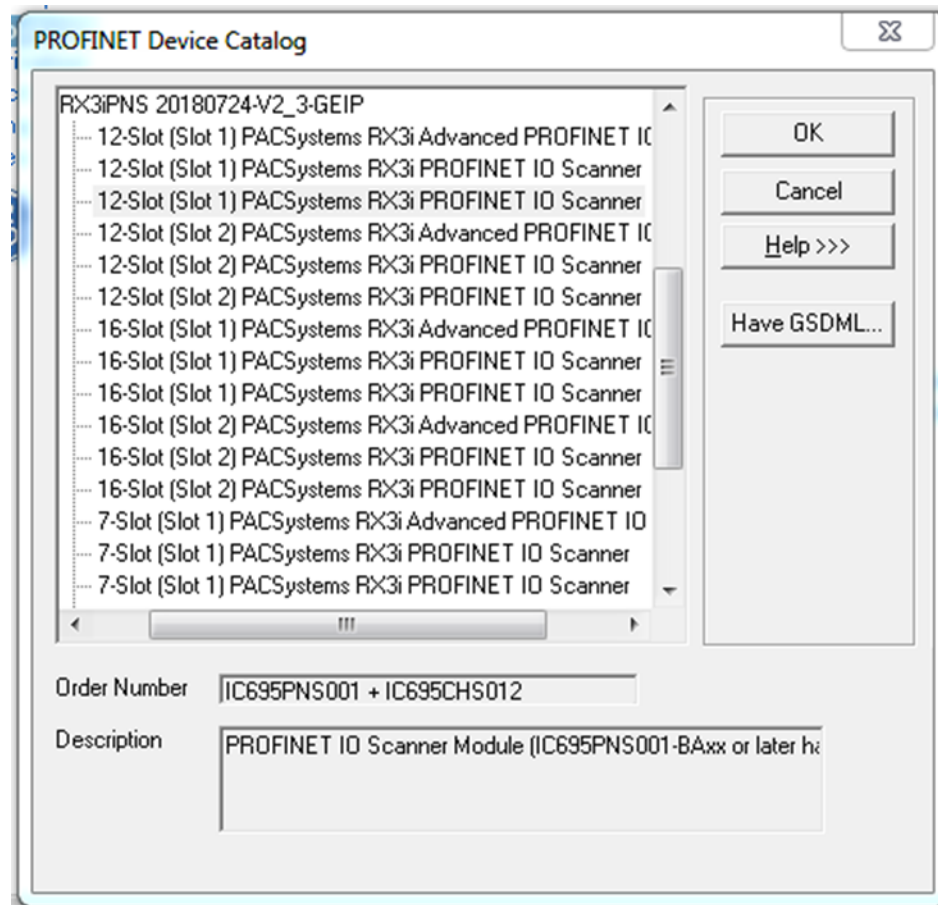 PROFINET Device Catalog
RX3iPNS 20180724-V2_3-GEIP
12-Slot (Slot 1) PACSystems RX3i Advanced PROFINET IO
12-Slot (Slot 1) PACSystems RX3i PROFINET IO Scanner
12-Slot (Slot 1) PACSystems RX3i PROFINET IO Scanner
12-Slot (Slot 2) PACSystems RX3i Advanced PROFINET IO
12-Slot (Slot 2) PACSystems RX3i PROFINET IO Scanner
12-Slot (Slot 2) PACSystems RX3i PROFINET IO Scanner
16-Slot (Slot 1) PACSystems RX3i Advanced PROFINET IO
16-Slot (Slot 1) PACSystems RX3i PROFINET IO Scanner
16-Slot (Slot 1) PACSystems RX3i PROFINET IO Scanner
16-Slot (Slot 2) PACSystems RX3i Advanced PROFINET IO
16-Slot (Slot 2) PACSystems RX3i PROFINET IO Scanner
16-Slot (Slot 2) PACSystems RX3i PROFINET IO Scanner
7-Slot (Slot 1) PACSystems RX3i Advanced PROFINET IO
7-Slot (Slot 1) PACSystems RX3i PROFINET IO Scanner
7-Slot (Slot 1) PACSystems RX3i PROFINET IO Scanner
OK
Cancel
Help >>>
Have GSDML...
Order Number IC695PNS001 + IC695CHS012
Description PROFINET IO Scanner Module (IC695PNS001-BAxx or later